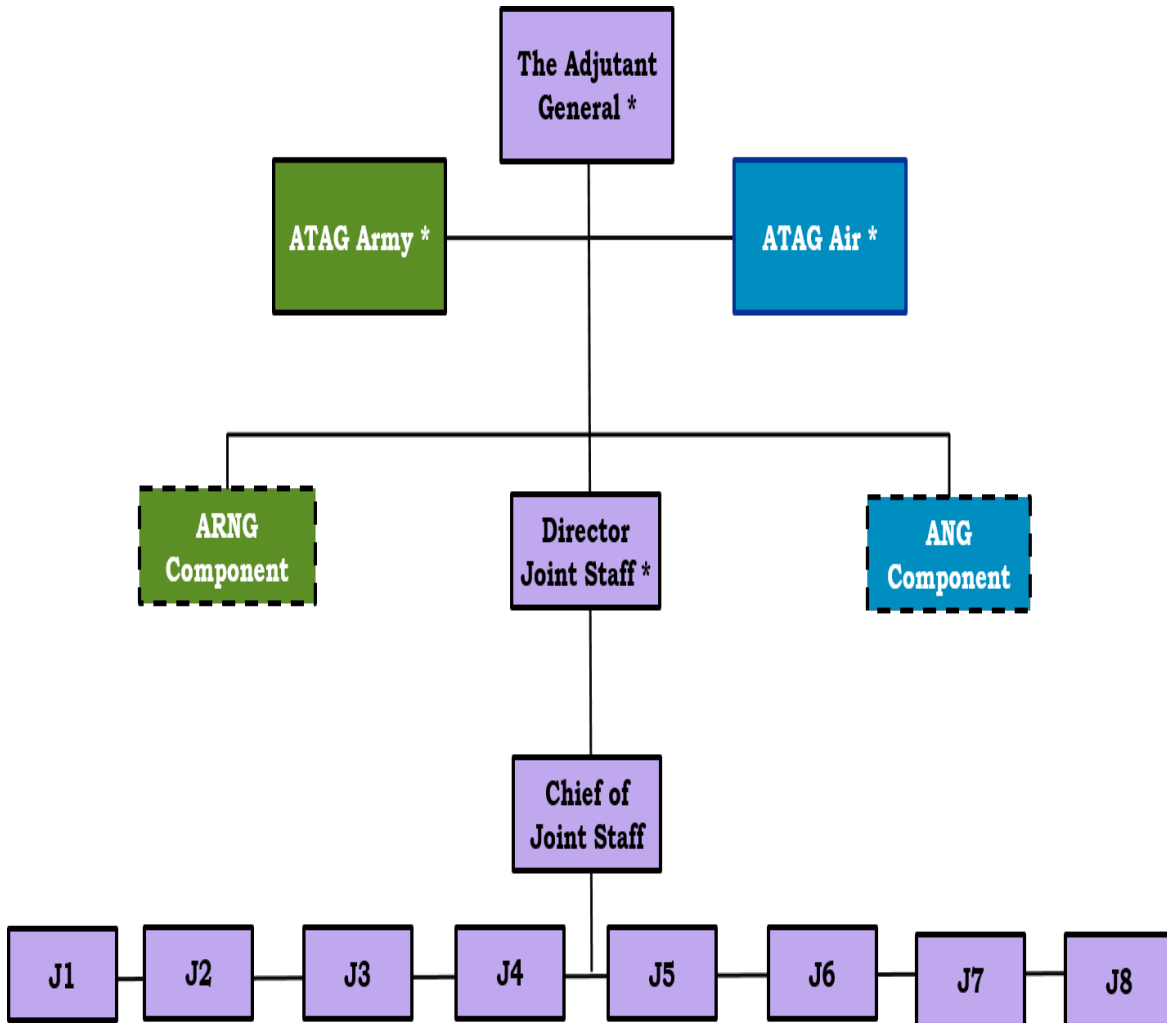 The Adjutant
General *
ATAG Army *
ATAG Air *
ARNG
Component
Director
Joint Staff *
ANG
Component
Chief of
Joint Staff
J1
J2
J3
J4
J5
J6
J7
J8